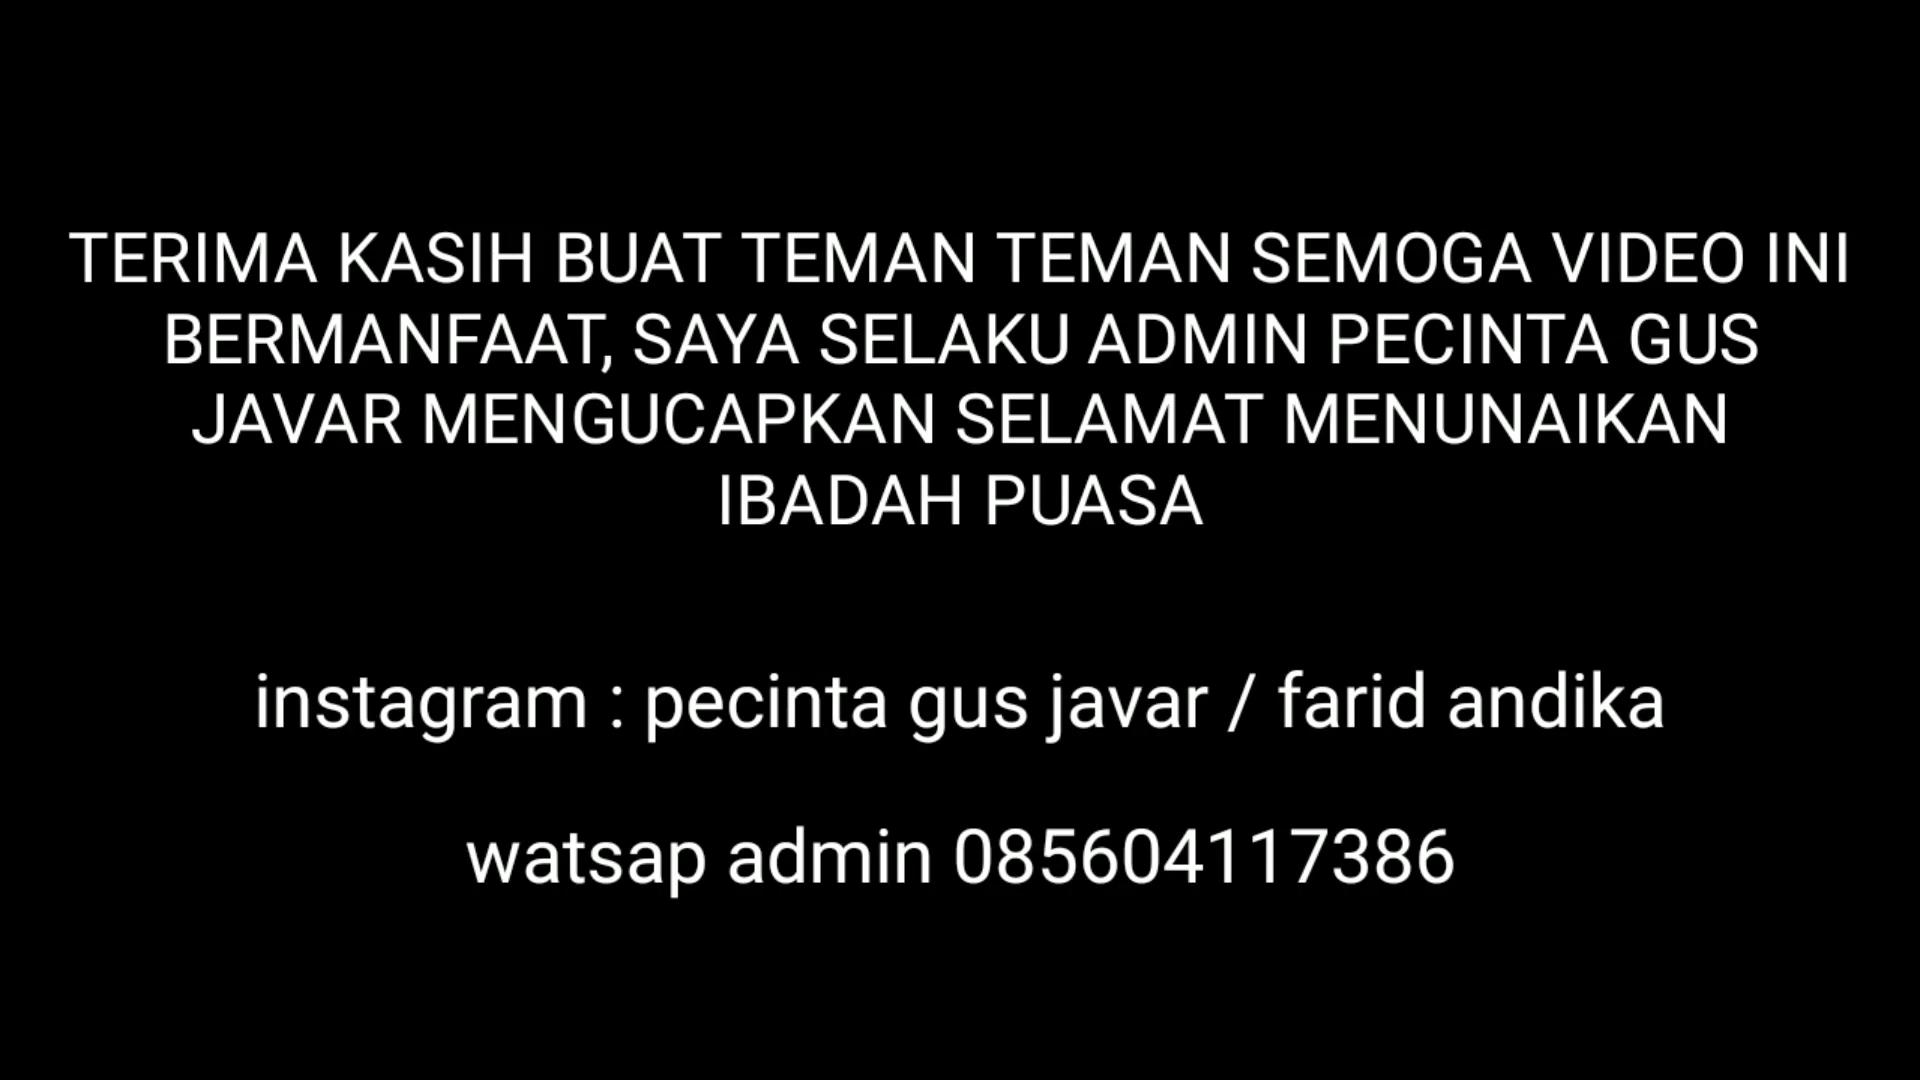 TERIMA KASIH BUAT TEMAN TEMAN SEMOGA VIDEO INI
BERMANFAAT, SAYA SELAKU ADMIN PECINTA GUS
JAVAR MENGUCAPKAN SELAMAT MENUNAIKAN
IBADAH PUASA
instagram : pecinta gus javar / farid andika
watsap admin 085604117386